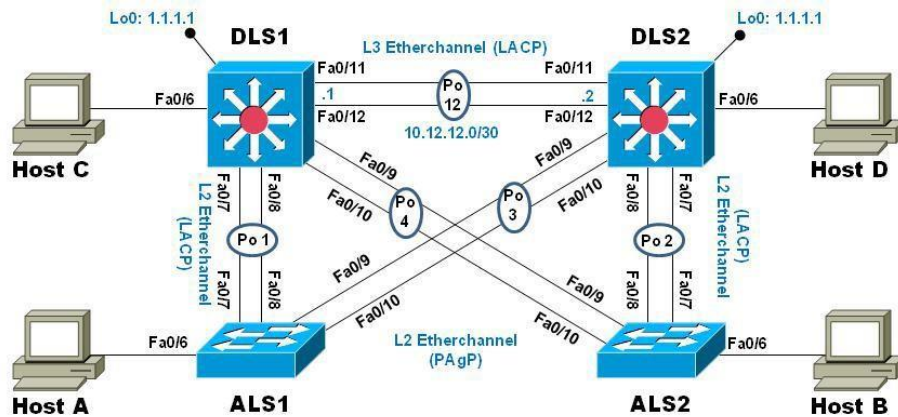 Lo0: 1.1.1.1
Lo0: 1.1.1.1
DLS1
DLS2
L3 Etherchannel (LACP)
Fa0/11
Fa0/11
Fa0/6
.1
Po
12
.2
Fa0/6
Fa0/12
Fa0/12
10.12.12.0/30
Host C
Host D
Fa0/9
Fa0/9
Fa0/10
Fa0/10
Fa0/7
Fa0/8
Fa0/8
Fa0/7
L2 Etherchannel
(LACP)
Po 1
Po
4
Po
3
Po 2
L2 Etherchannel
(LACP)
Fa0/7
Fa0/8
Fa0/9
Fa0/10
Fa0/9
Fa0/10
Fa0/8
Fa0/7
L2 Etherchannel
(PAgP)
Fa0/6
Fa0/6
Host A
ALS1
ALS2
Host B